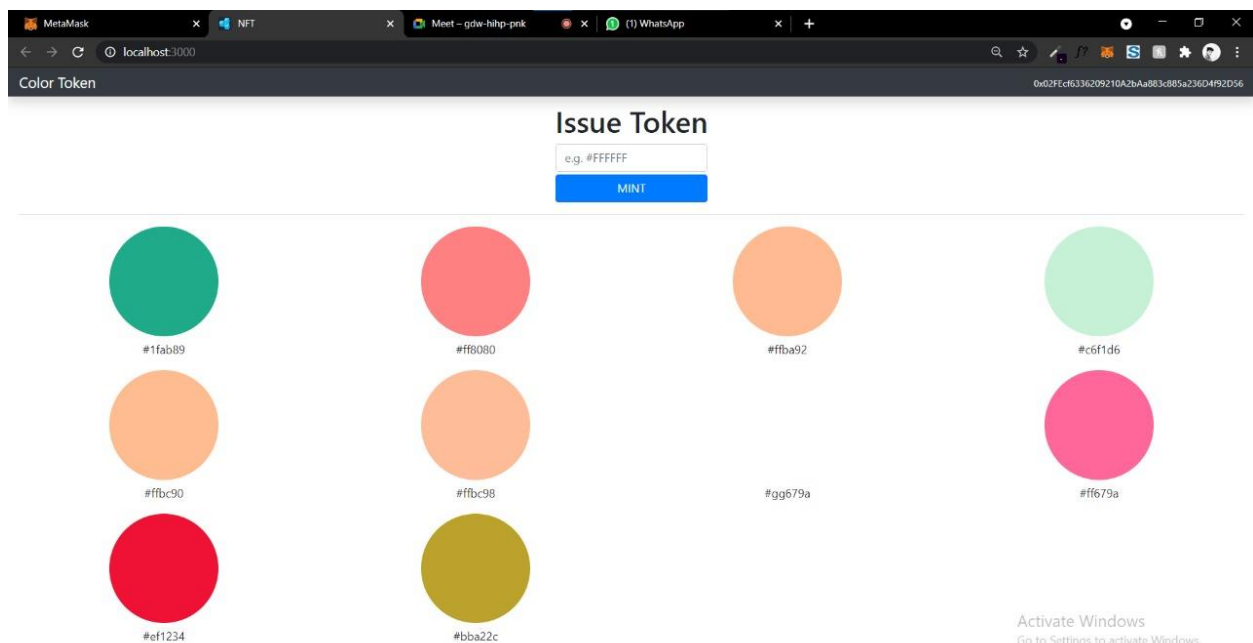 MetaMask
NFT
Meet – gdw-hihp-pnk
(1) WhatsApp
localhost:3000
Color Token
0x02FEcf6336209210A2bAa883c885a236D4f92D56
Issue Token
e.g. #FFFFFF
MINT
#1fab89 #ff8080 #ffba92 #c6f1d6
#ffbc90 #ffbc98 #gg679a #ff679a
#ef1234 #bba22c
Activate Windows
Go to Settings to activate Windows.